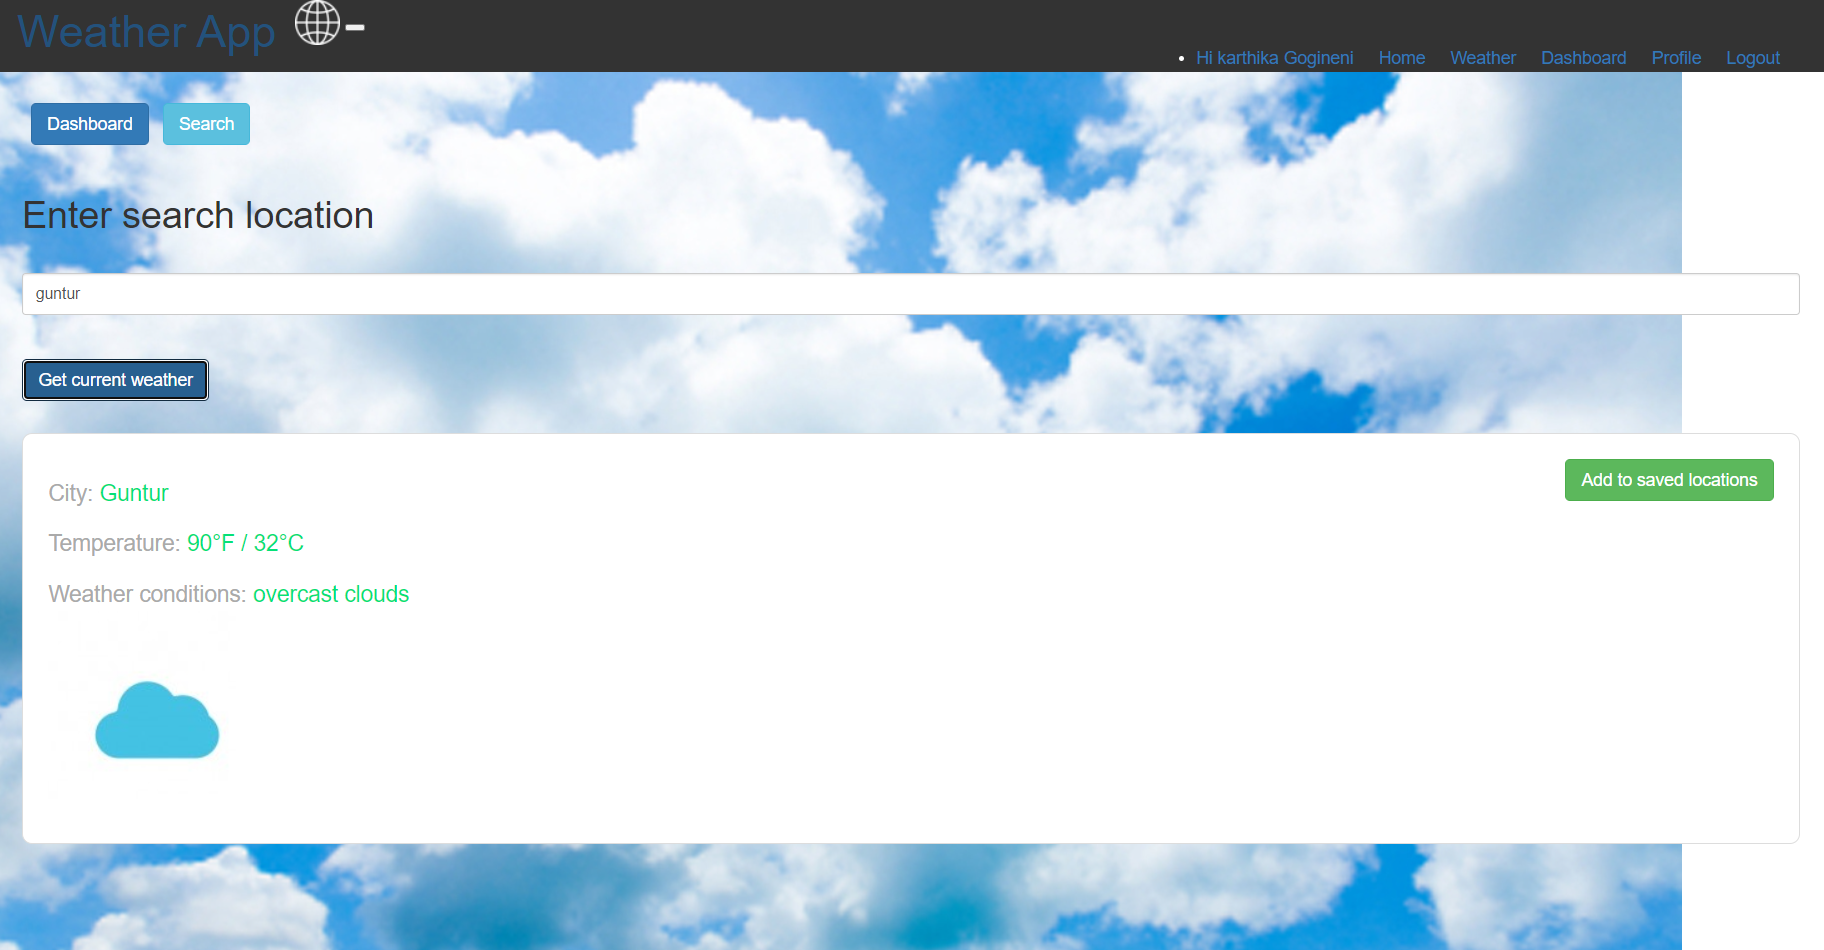 Weather App
Hi karthika Gogineni Home Weather Dashboard Profile Logout
Dashboard Search
Enter search location
guntur
Get current weather
Add to saved locations
City: Guntur
Temperature: 90°F / 32°C
Weather conditions: overcast clouds